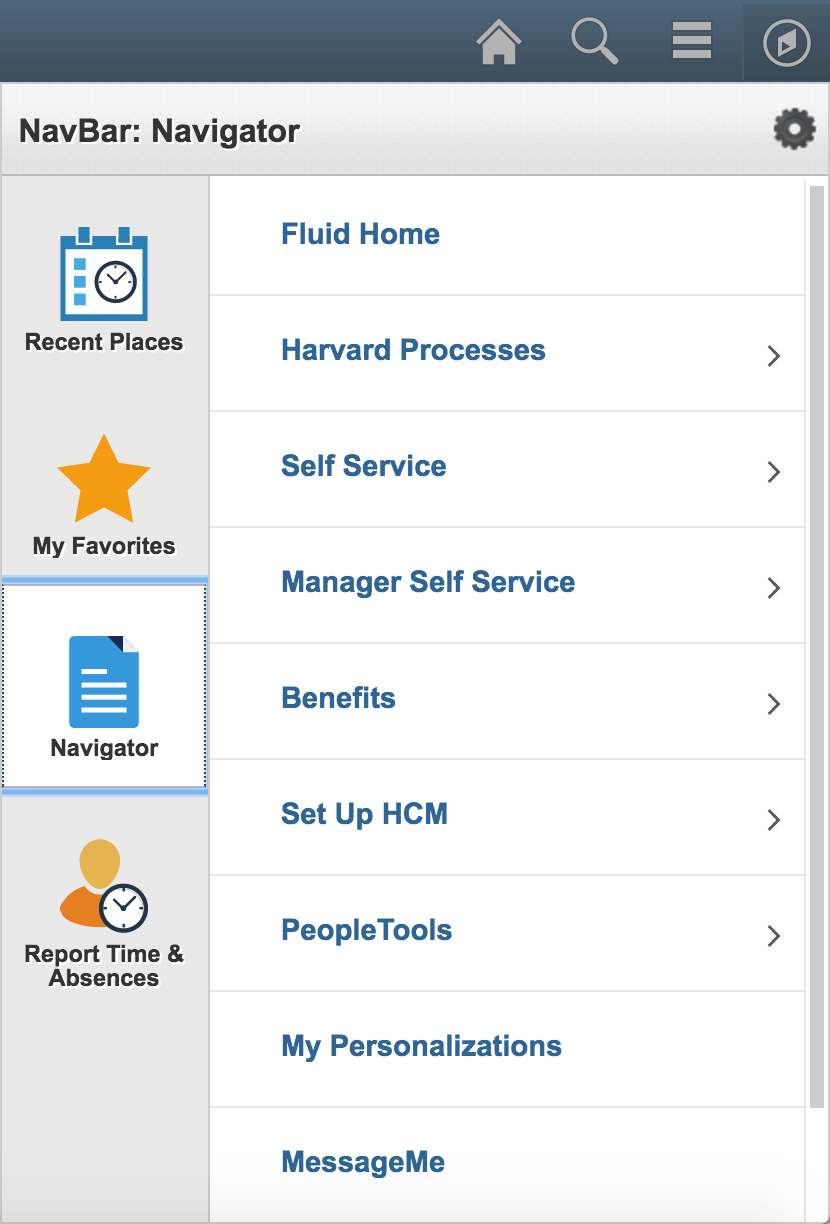 NavBar: Navigator
Recent Places
My Favorites
Navigator
Report Time &
Absences
Fluid Home
Harvard Processes
Self Service
Manager Self Service
Benefits
Set Up HCM
PeopleTools
My Personalizations
MessageMe